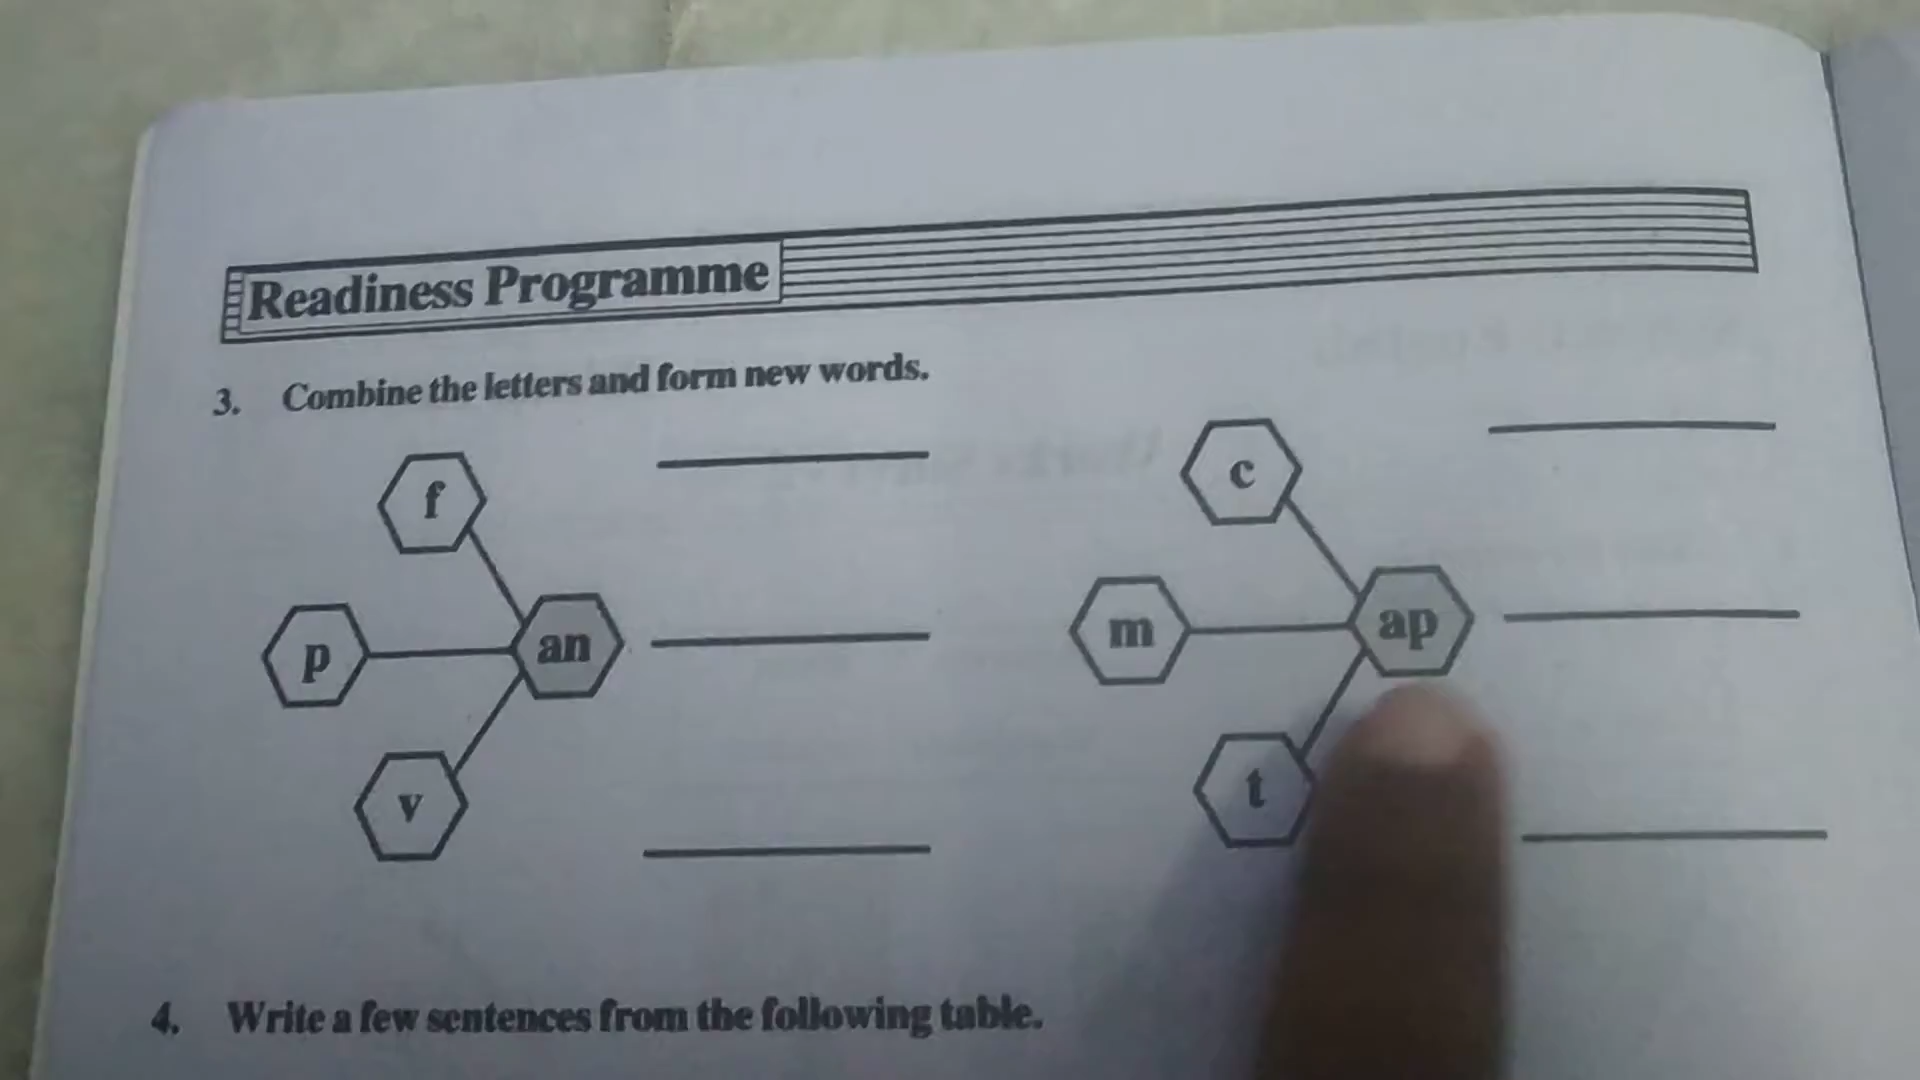 Readiness Programme
3. Combine the letters and form new words.
f
p
an
v
c
m
ap
t
4. Write a few sentences from the following table.